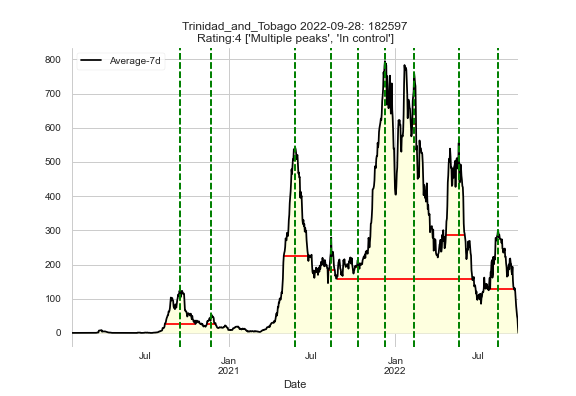 Trinidad_and_Tobago 2022-09-28: 182597
Rating:4 ['Multiple peaks', 'In control']
Average-7d
800
700
600
500
400
300
200
100
0
Jul
Jan
2021
Jul
Jan
2022
Jul
Date